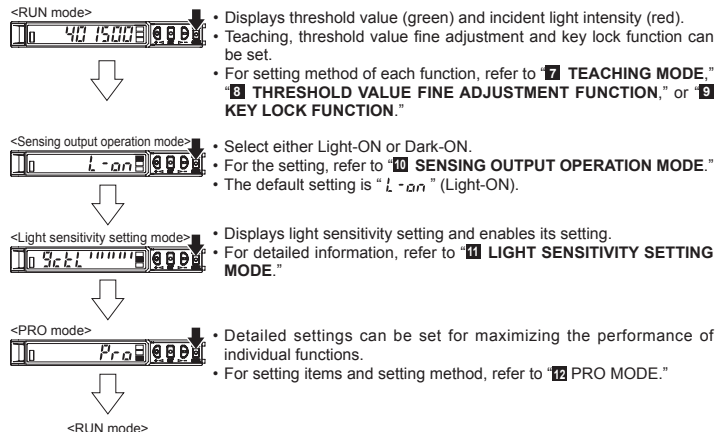 <RUN mode>
40 1500
• Displays threshold value (green) and incident light intensity (red).
• Teaching, threshold value fine adjustment and key lock function can
be set.
• For setting method of each function, refer to “7 TEACHING MODE,”
“8 THRESHOLD VALUE FINE ADJUSTMENT FUNCTION,” or “9
KEY LOCK FUNCTION.”
<Sensing output operation mode>
L-on
• Select either Light-ON or Dark-ON.
• For the setting, refer to “10 SENSING OUTPUT OPERATION MODE.”
• The default setting is “ L-on ” (Light-ON).
<Light sensitivity setting mode>
gctL
• Displays light sensitivity setting and enables its setting.
• For detailed information, refer to “11 LIGHT SENSITIVITY SETTING
MODE.”
<PRO mode>
Pro
• Detailed settings can be set for maximizing the performance of
individual functions.
• For setting items and setting method, refer to “12 PRO MODE.”
<RUN mode>